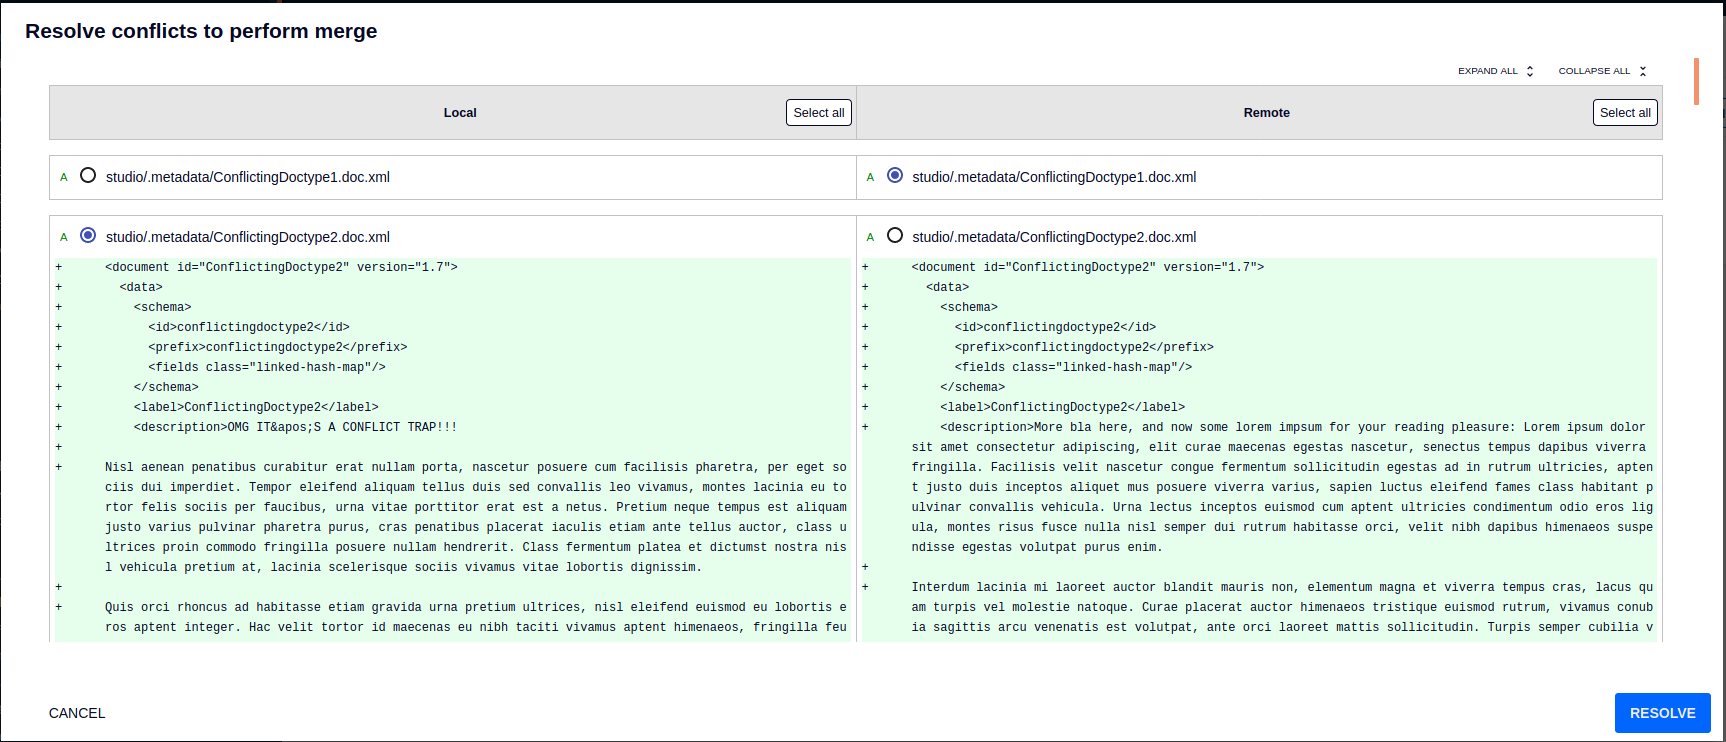 Resolve conflicts to perform merge
EXPAND ALL COLLAPSE ALL
Local Select all Remote Select all
A studio/.metadata/ConflictingDoctype1.doc.xml
A studio/.metadata/ConflictingDoctype1.doc.xml
A studio/.metadata/ConflictingDoctype2.doc.xml
+ <document id="ConflictingDoctype2" version="1.7">
+ <data>
+ <schema>
+ <id>conflictingdoctype2</id>
+ <prefix>conflictingdoctype2</prefix>
+ <fields class="linked-hash-map"/>
+ </schema>
+ <label>ConflictingDoctype2</label>
+ <description>OMG IT&apos;S A CONFLICT TRAP!!!
+
+ Nisl aenean penatibus curabitur erat nullam porta, nascetur posuere cum facilisis pharetra, per eget so
ciis dui imperdiet. Tempor eleifend aliquam tellus duis sed convallis leo vivamus, montes lacinia eu to
rtor felis sociis per faucibus, urna vitae porttitor erat est a netus. Pretium neque tempus est aliquam
justo varius pulvinar pharetra purus, cras penatibus placerat iaculis etiam ante tellus auctor, class u
ltrices proin commodo fringilla posuere nullam hendrerit. Class fermentum platea et dictumst nostra nis
l vehicula pretium at, lacinia scelerisque sociis vivamus vitae lobortis dignissim.
+
+ Quis orci rhoncus ad habitasse etiam gravida urna pretium ultrices, nisl eleifend euismod eu lobortis e
ros aptent integer. Hac velit tortor id maecenas eu nibh taciti vivamus aptent himenaeos, fringilla feu
A studio/.metadata/ConflictingDoctype2.doc.xml
+ <document id="ConflictingDoctype2" version="1.7">
+ <data>
+ <schema>
+ <id>conflictingdoctype2</id>
+ <prefix>conflictingdoctype2</prefix>
+ <fields class="linked-hash-map"/>
+ </schema>
+ <label>ConflictingDoctype2</label>
+ <description>More bla here, and now some lorem impsum for your reading pleasure: Lorem ipsum dolor
sit amet consectetur adipiscing, elit curae maecenas egestas nascetur, senectus tempus dapibus viverra
fringilla. Facilisis velit nascetur congue fermentum sollicitudin egestas ad in rutrum ultricies, apten
t justo duis inceptos aliquet mus posuere viverra varius, sapien luctus eleifend fames class habitant p
ulvinar convallis vehicula. Urna lectus inceptos euismod cum aptent ultricies condimentum odio eros lig
ula, montes risus fusce nulla nisl semper dui rutrum habitasse orci, velit nibh dapibus himenaeos suspe
ndisse egestas volutpat purus enim.
+
+ Interdum lacinia mi laoreet auctor blandit mauris non, elementum magna et viverra tempus cras, lacus qu
am turpis vel molestie natoque. Curae placerat auctor himenaeos tristique euismod rutrum, vivamus conub
ia sagittis arcu venenatis est volutpat, ante orci laoreet mattis sollicitudin. Turpis semper cubilia v
CANCEL RESOLVE